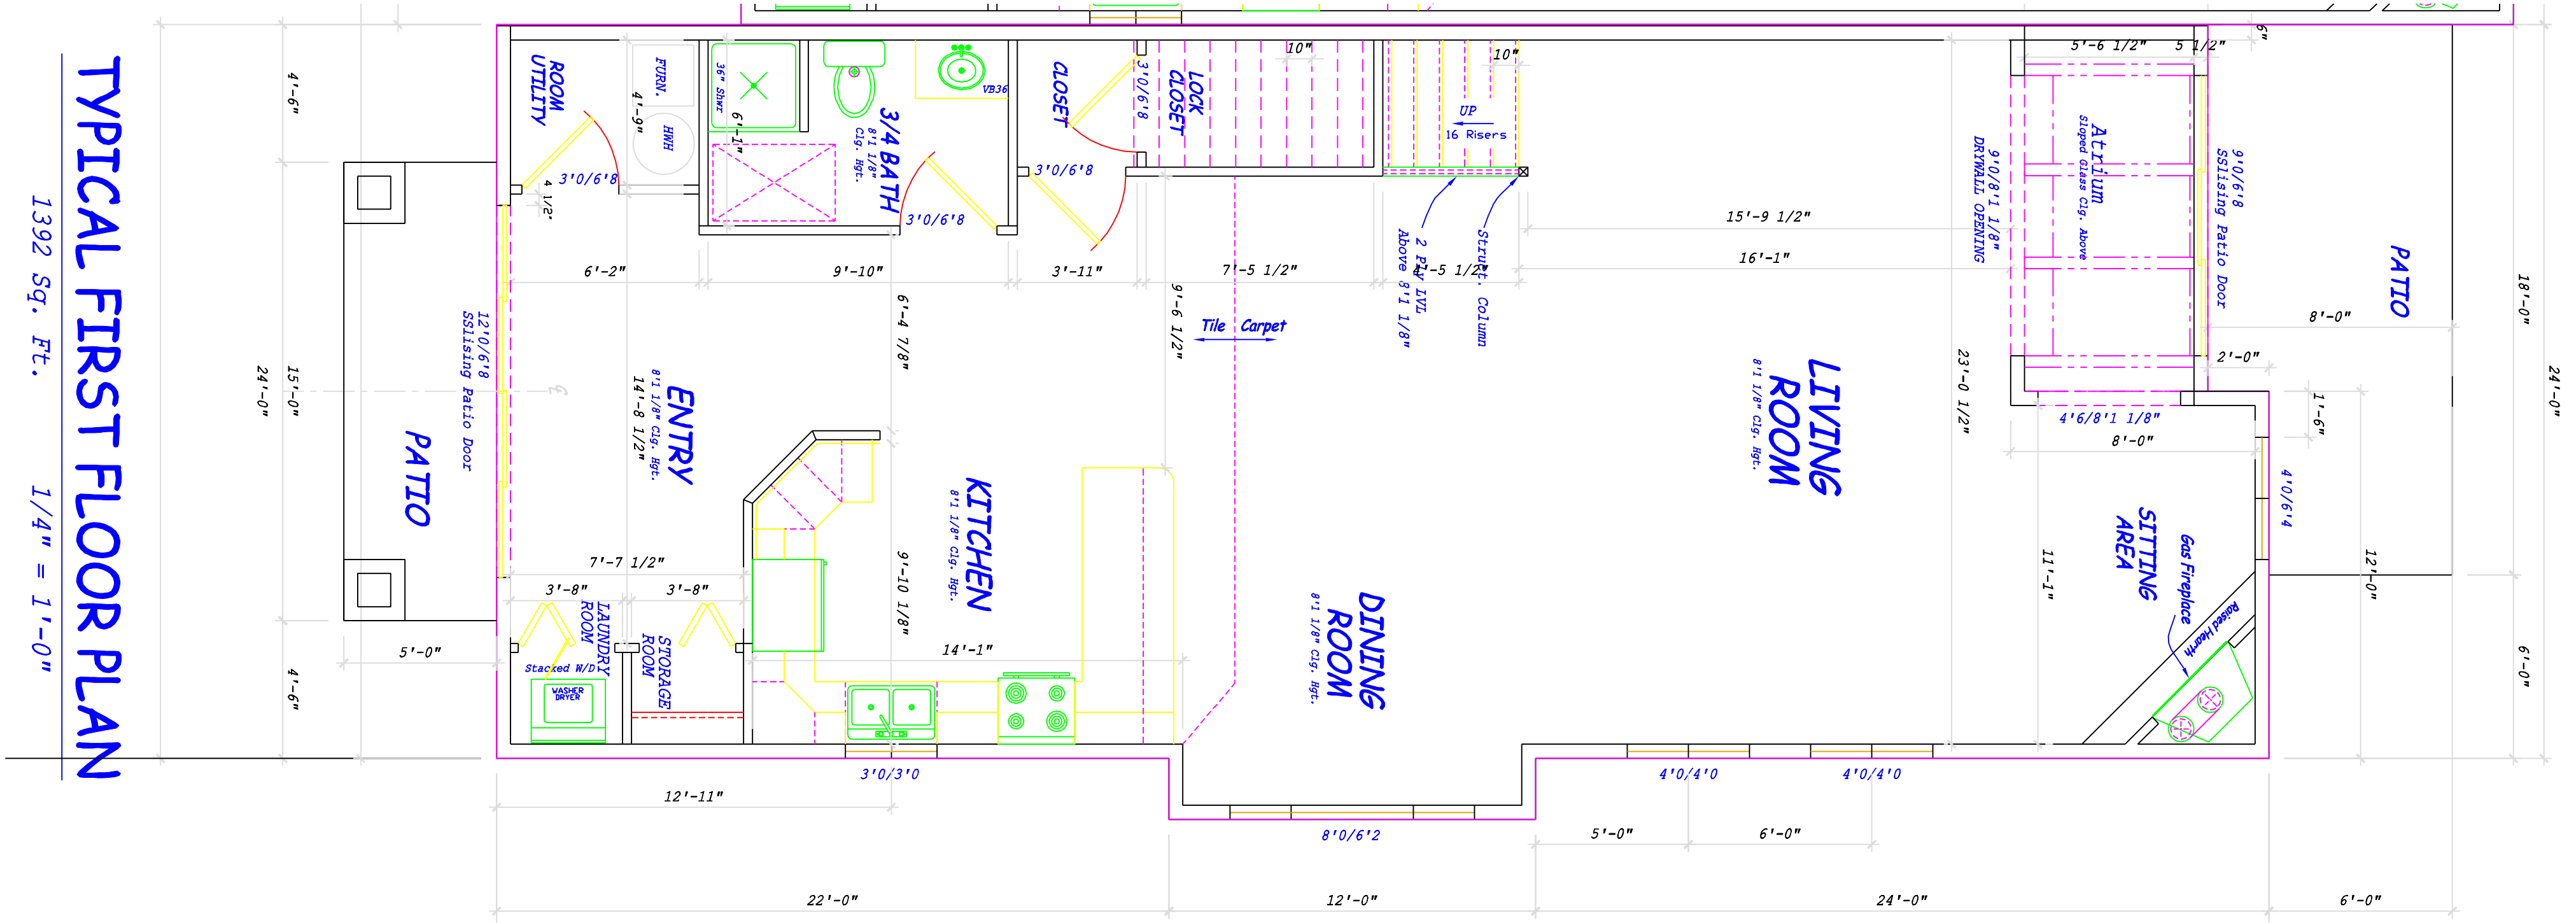 TYPICAL FIRST FLOOR PLAN
1392 Sq. Ft.
1/4" = 1'-0"
4'-6"
15'-0"
24'-0"
4'-6"
PATIO
5'-0"
12'0/6'8
SSlising Patio Door
ROOM
UTILITY
FURN.
HWH
4'-9"
3'0/6'8
4 1/2"
36" Shwr
6'-1"
3/4 BATH
8'1 1/8"
Clg. Hgt.
VB36
3'0/6'8
CLOSET
3'0/6'8
3'0/6'8
LOCK
CLOSET
10"
10"
UP
16 Risers
6'-2"
9'-10"
3'-11"
7'-5 1/2"
4'-5 1/2"
15'-9 1/2"
16'-1"
2 Ply LVL
Above 8'1 1/8"
Struct. Column
Tile
Carpet
6'-4 7/8"
9'-6 1/2"
ENTRY
8'1 1/8" Clg. Hgt.
14'-8 1/2"
KITCHEN
8'1 1/8" Clg. Hgt.
9'-10 1/8"
14'-1"
7'-7 1/2"
3'-8"
3'-8"
LAUNDRY
ROOM
Stacked W/D
WASHER
DRYER
STORAGE
ROOM
DINING
ROOM
8'1 1/8" Clg. Hgt.
LIVING
ROOM
8'1 1/8" Clg. Hgt.
23'-0 1/2"
5'-6 1/2"
5 1/2"
6"
Atrium
Sloped Glass Clg. Above
9'0/8'1 1/8"
DRYWALL OPENING
9'0/6'8
SSlising Patio Door
PATIO
8'-0"
2'-0"
18'-0"
24'-0"
1'-6"
4'6/8'1 1/8"
8'-0"
SITTING
AREA
11'-1"
Gas Fireplace
Raised Hearth
4'0/6'4
12'-0"
6'-0"
3'0/3'0
12'-11"
8'0/6'2
4'0/4'0
4'0/4'0
5'-0"
6'-0"
22'-0"
12'-0"
24'-0"
6'-0"